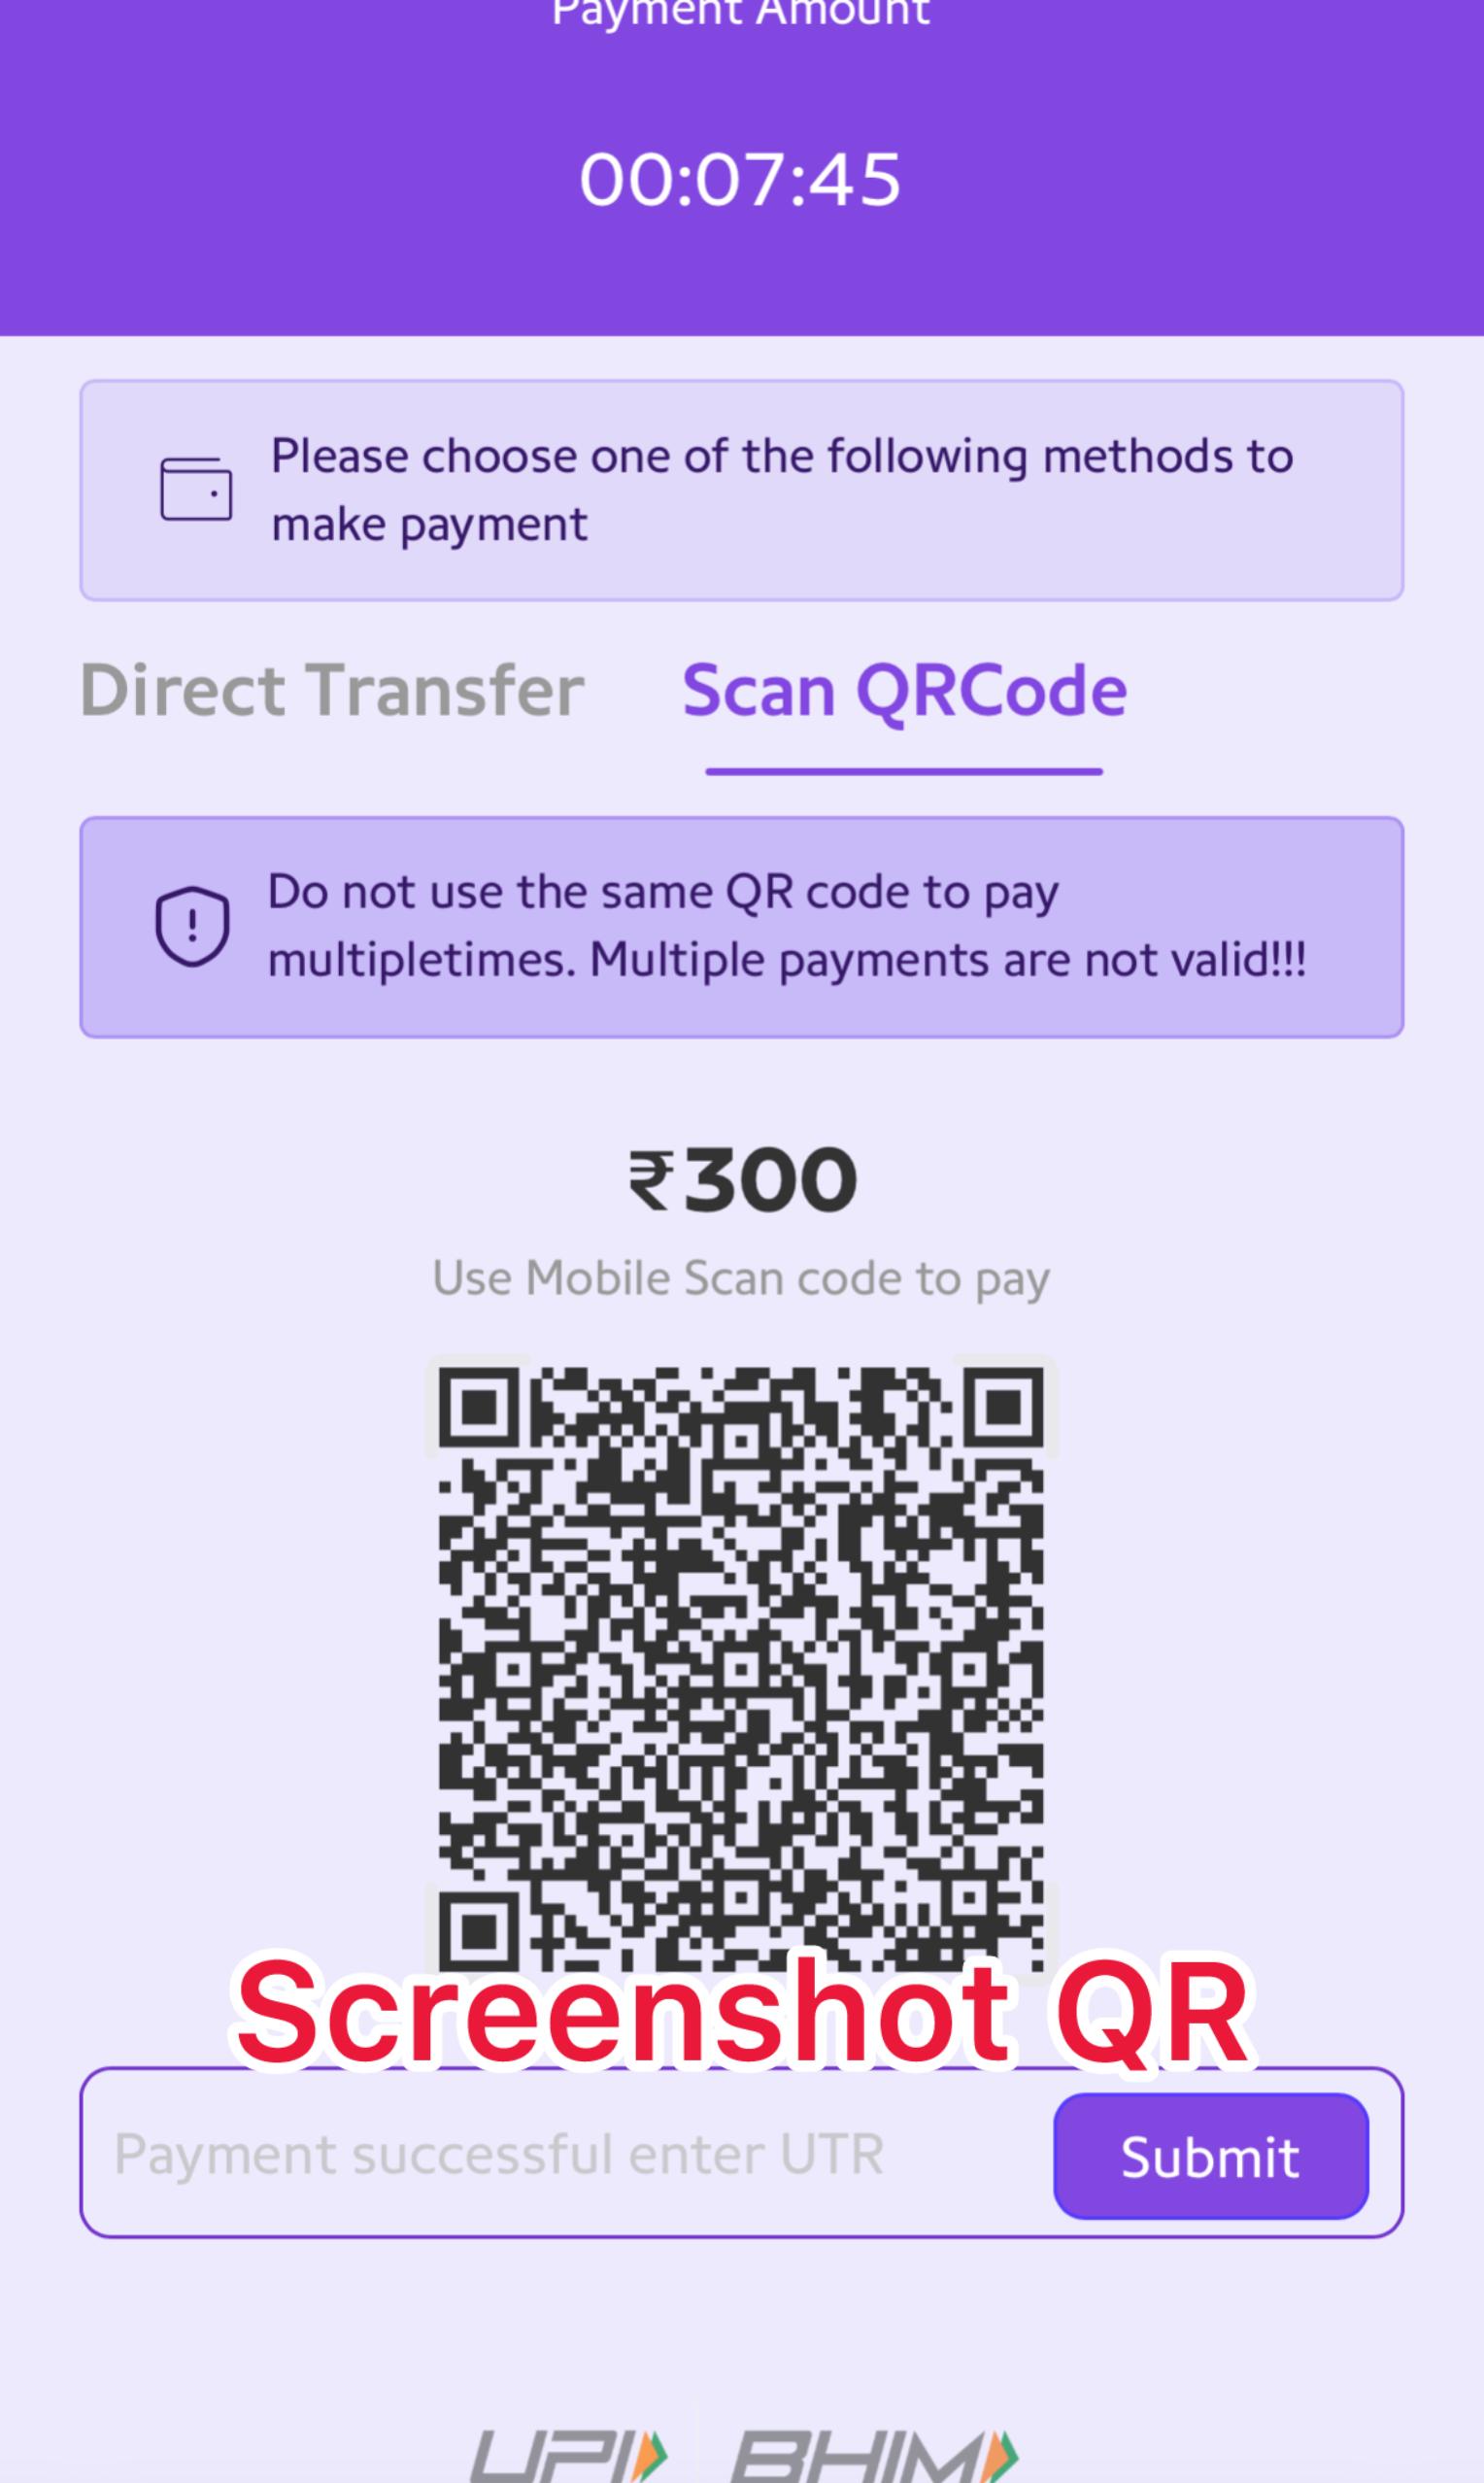 Payment Amount
00:07:45
Please choose one of the following methods to
make payment
Direct Transfer Scan QRCode
Do not use the same QR code to pay
multipletimes. Multiple payments are not valid!!!
₹300
Use Mobile Scan code to pay
Screenshot QR
Payment successful enter UTR Submit
UPI BHIM